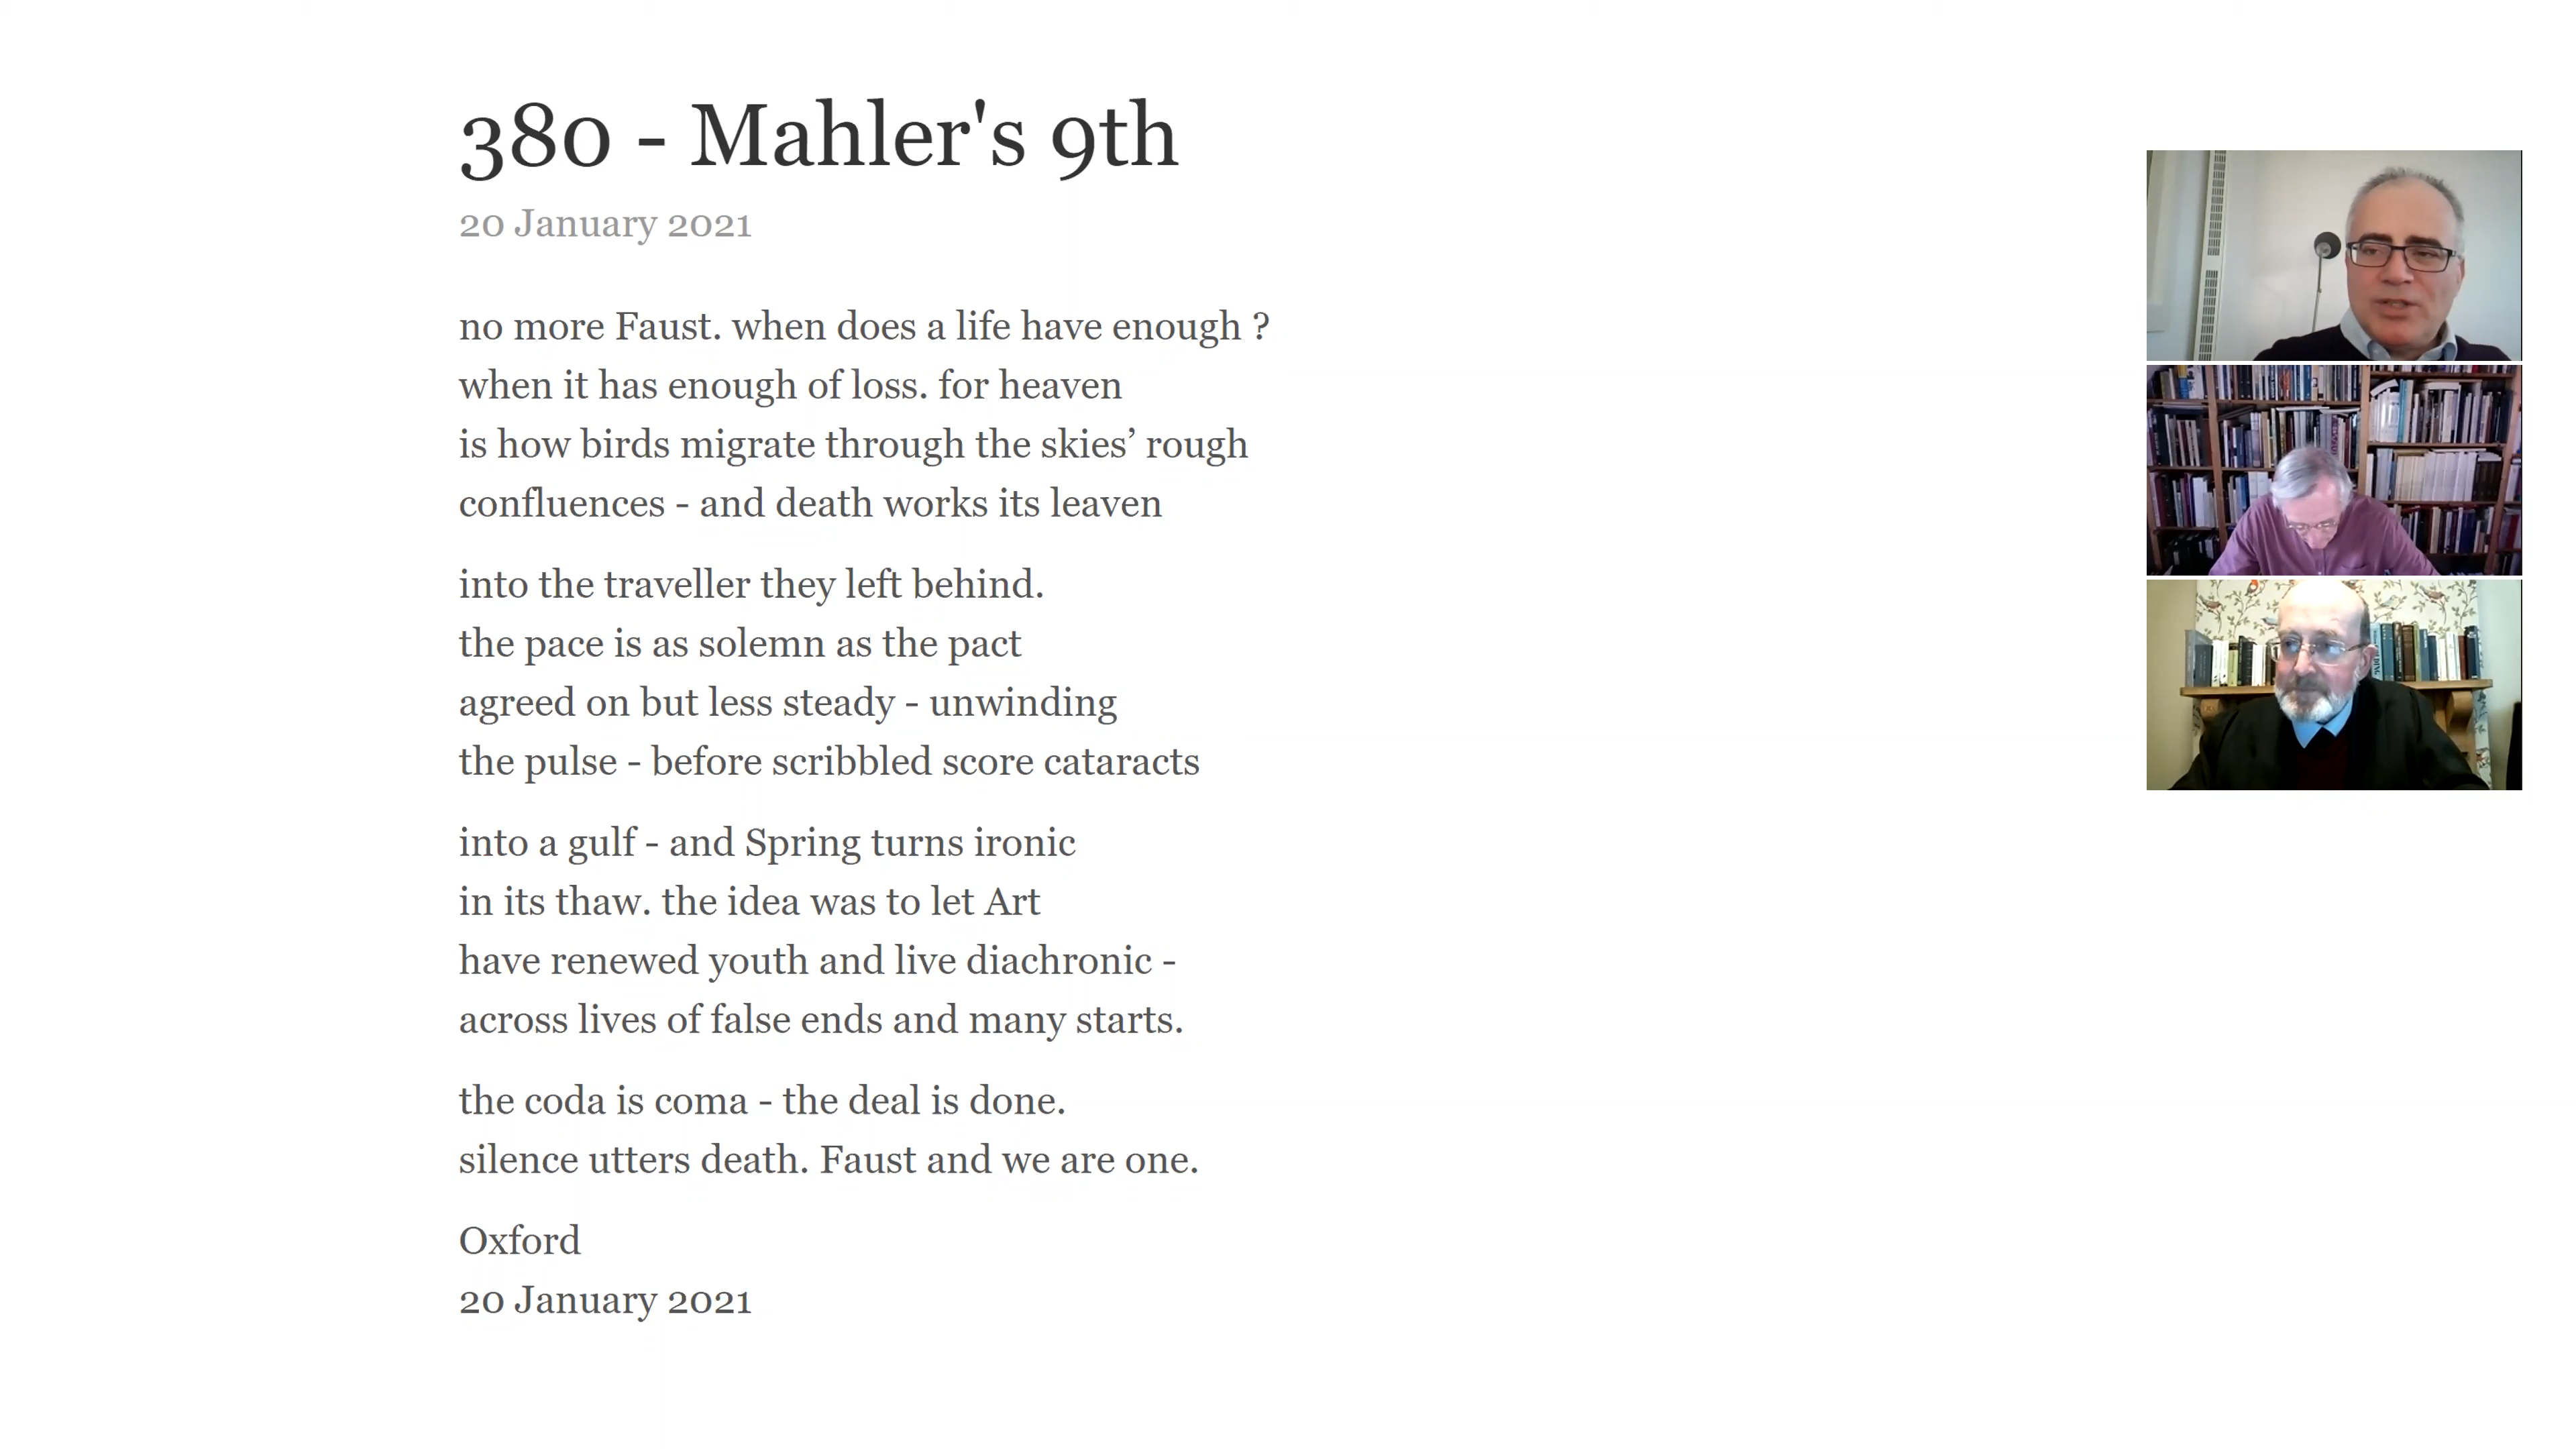 380 - Mahler's 9th
20 January 2021
no more Faust. when does a life have enough ?
when it has enough of loss. for heaven
is how birds migrate through the skies’ rough
confluences - and death works its leaven
into the traveller they left behind.
the pace is as solemn as the pact
agreed on but less steady - unwinding
the pulse - before scribbled score cataracts
into a gulf - and Spring turns ironic
in its thaw. the idea was to let Art
have renewed youth and live diachronic -
across lives of false ends and many starts.
the coda is coma - the deal is done.
silence utters death. Faust and we are one.
Oxford
20 January 2021